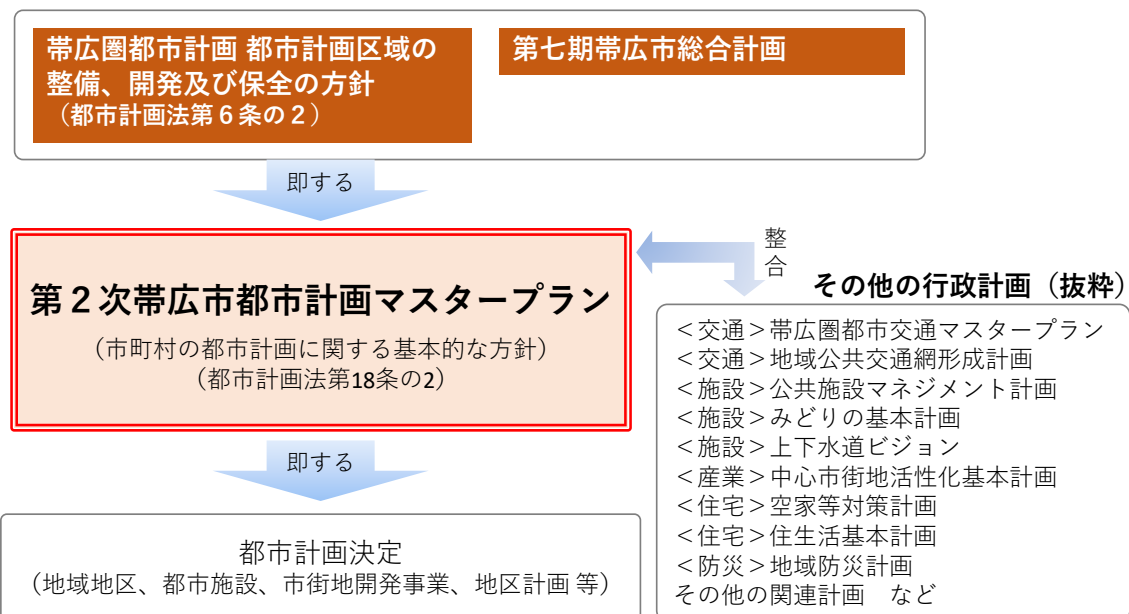 帯広圏都市計画 都市計画区域の
整備、開発及び保全の方針
（都市計画法第６条の２）
第七期帯広市総合計画
即する
第２次帯広市都市計画マスタープラン
（市町村の都市計画に関する基本的な方針）
（都市計画法第18条の2）
整
合
その他の行政計画（抜粋）
＜交通＞帯広圏都市交通マスタープラン
＜交通＞地域公共交通網形成計画
＜施設＞公共施設マネジメント計画
＜施設＞みどりの基本計画
＜施設＞上下水道ビジョン
＜産業＞中心市街地活性化基本計画
＜住宅＞空家等対策計画
＜住宅＞住生活基本計画
＜防災＞地域防災計画
その他の関連計画　など
即する
都市計画決定
（地域地区、都市施設、市街地開発事業、地区計画 等）